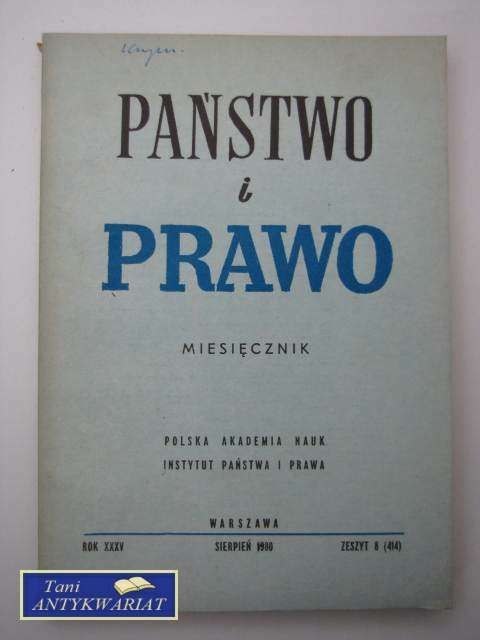 PAŃSTWO
i
PRAWO
MIESIĘCZNIK
POLSKA AKADEMIA NAUK
INSTYTUT PAŃSTWA I PRAWA
WARSZAWA
ROK XXXV SIERPIEŃ 1980 ZESZYT 8 (414)
Tani
ANTYKWARIAT